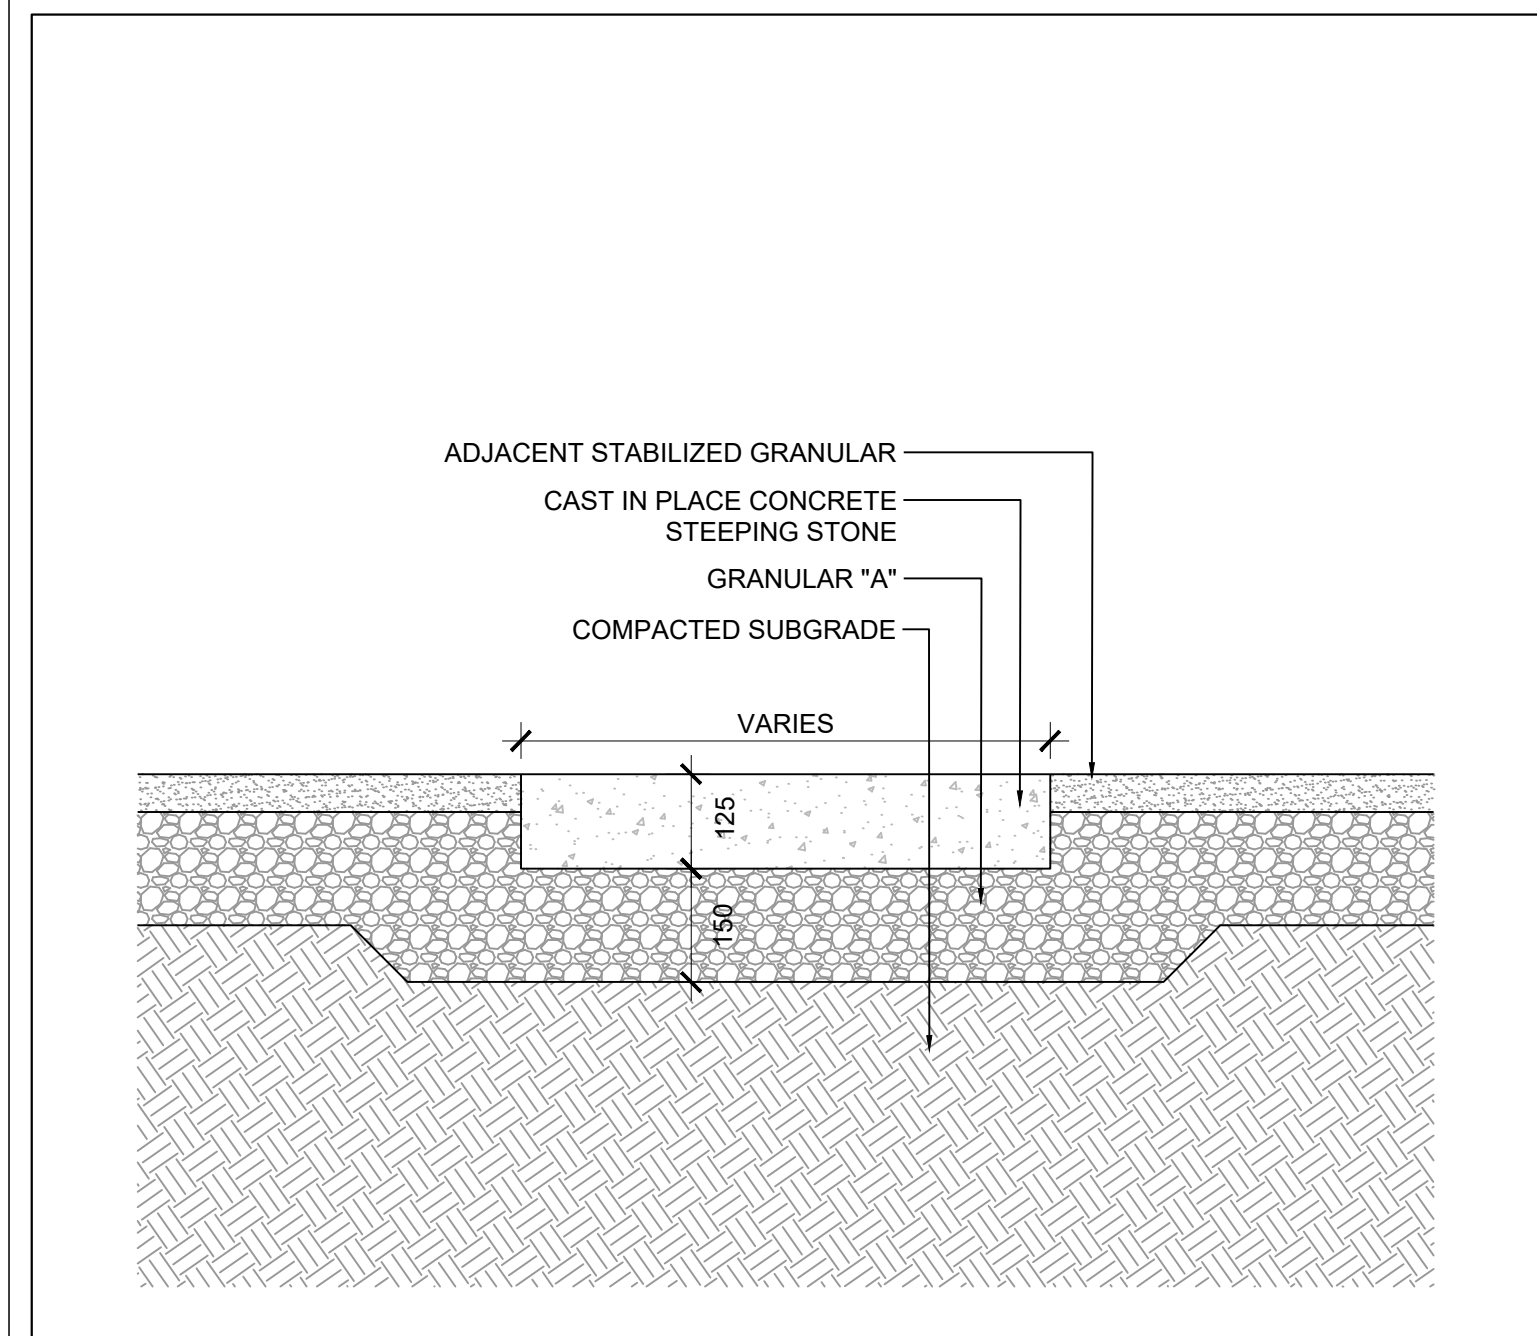 ADJACENT STABILIZED GRANULAR
CAST IN PLACE CONCRETE
STEEPING STONE
GRANULAR "A"
COMPACTED SUBGRADE
VARIES
125
150